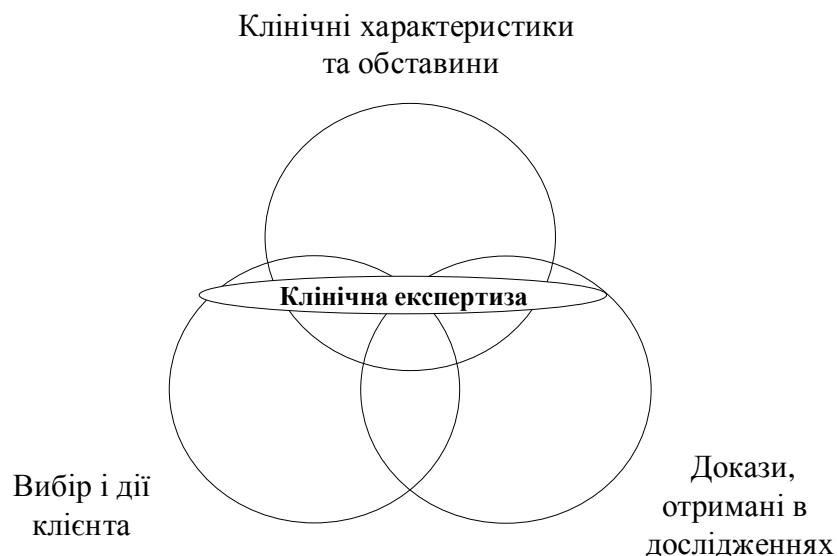 Клінічні характеристики
та обставини
Клінічна експертиза
Вибір і дії
клієнта
Докази,
отримані в
дослідженнях